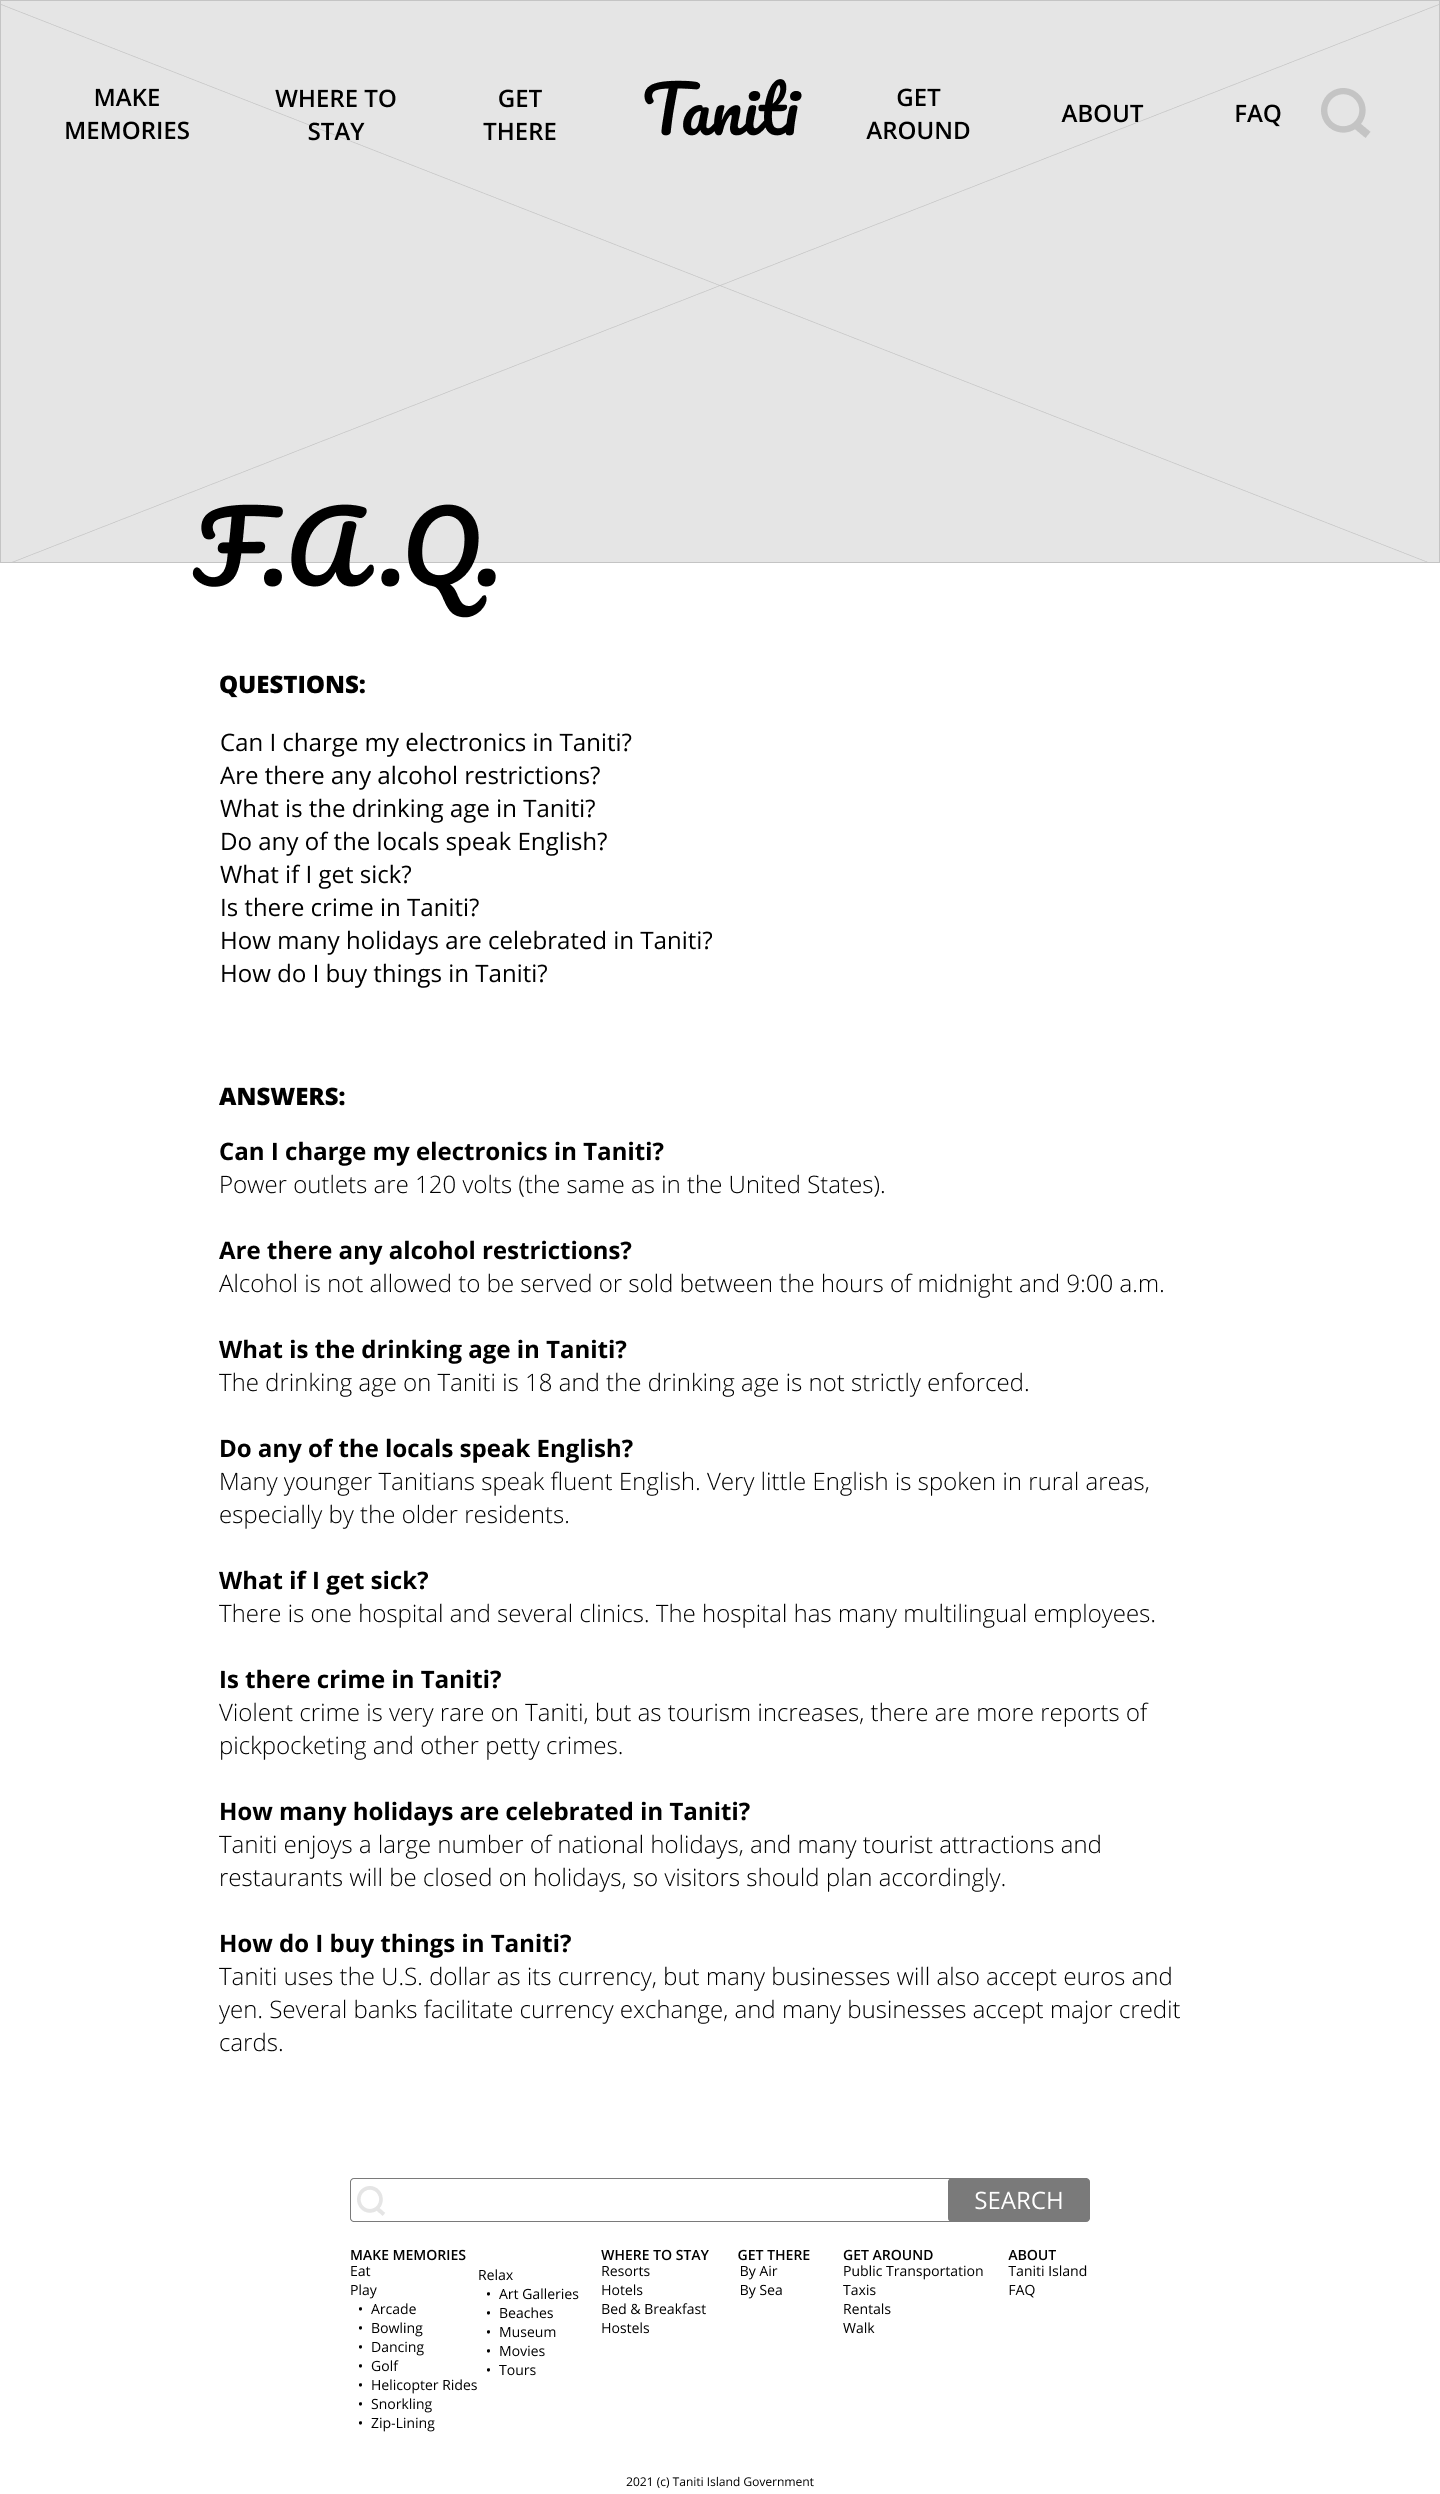 MAKE
MEMORIES
WHERE TO
STAY
GET
THERE
Taniti
GET
AROUND
ABOUT
FAQ
F.A.Q.
QUESTIONS:
Can I charge my electronics in Taniti?
Are there any alcohol restrictions?
What is the drinking age in Taniti?
Do any of the locals speak English?
What if I get sick?
Is there crime in Taniti?
How many holidays are celebrated in Taniti?
How do I buy things in Taniti?
ANSWERS:
Can I charge my electronics in Taniti?
Power outlets are 120 volts (the same as in the United States).
Are there any alcohol restrictions?
Alcohol is not allowed to be served or sold between the hours of midnight and 9:00 a.m.
What is the drinking age in Taniti?
The drinking age on Taniti is 18 and the drinking age is not strictly enforced.
Do any of the locals speak English?
Many younger Tanitians speak fluent English. Very little English is spoken in rural areas,
especially by the older residents.
What if I get sick?
There is one hospital and several clinics. The hospital has many multilingual employees.
Is there crime in Taniti?
Violent crime is very rare on Taniti, but as tourism increases, there are more reports of
pickpocketing and other petty crimes.
How many holidays are celebrated in Taniti?
Taniti enjoys a large number of national holidays, and many tourist attractions and
restaurants will be closed on holidays, so visitors should plan accordingly.
How do I buy things in Taniti?
Taniti uses the U.S. dollar as its currency, but many businesses will also accept euros and
yen. Several banks facilitate currency exchange, and many businesses accept major credit
cards.
SEARCH
MAKE MEMORIES
Eat
Play
• Arcade
• Bowling
• Dancing
• Golf
• Helicopter Rides
• Snorkling
• Zip-Lining
Relax
• Art Galleries
• Beaches
• Museum
• Movies
• Tours
WHERE TO STAY
Resorts
Hotels
Bed & Breakfast
Hostels
GET THERE
By Air
By Sea
GET AROUND
Public Transportation
Taxis
Rentals
Walk
ABOUT
Taniti Island
FAQ
2021 (c) Taniti Island Government